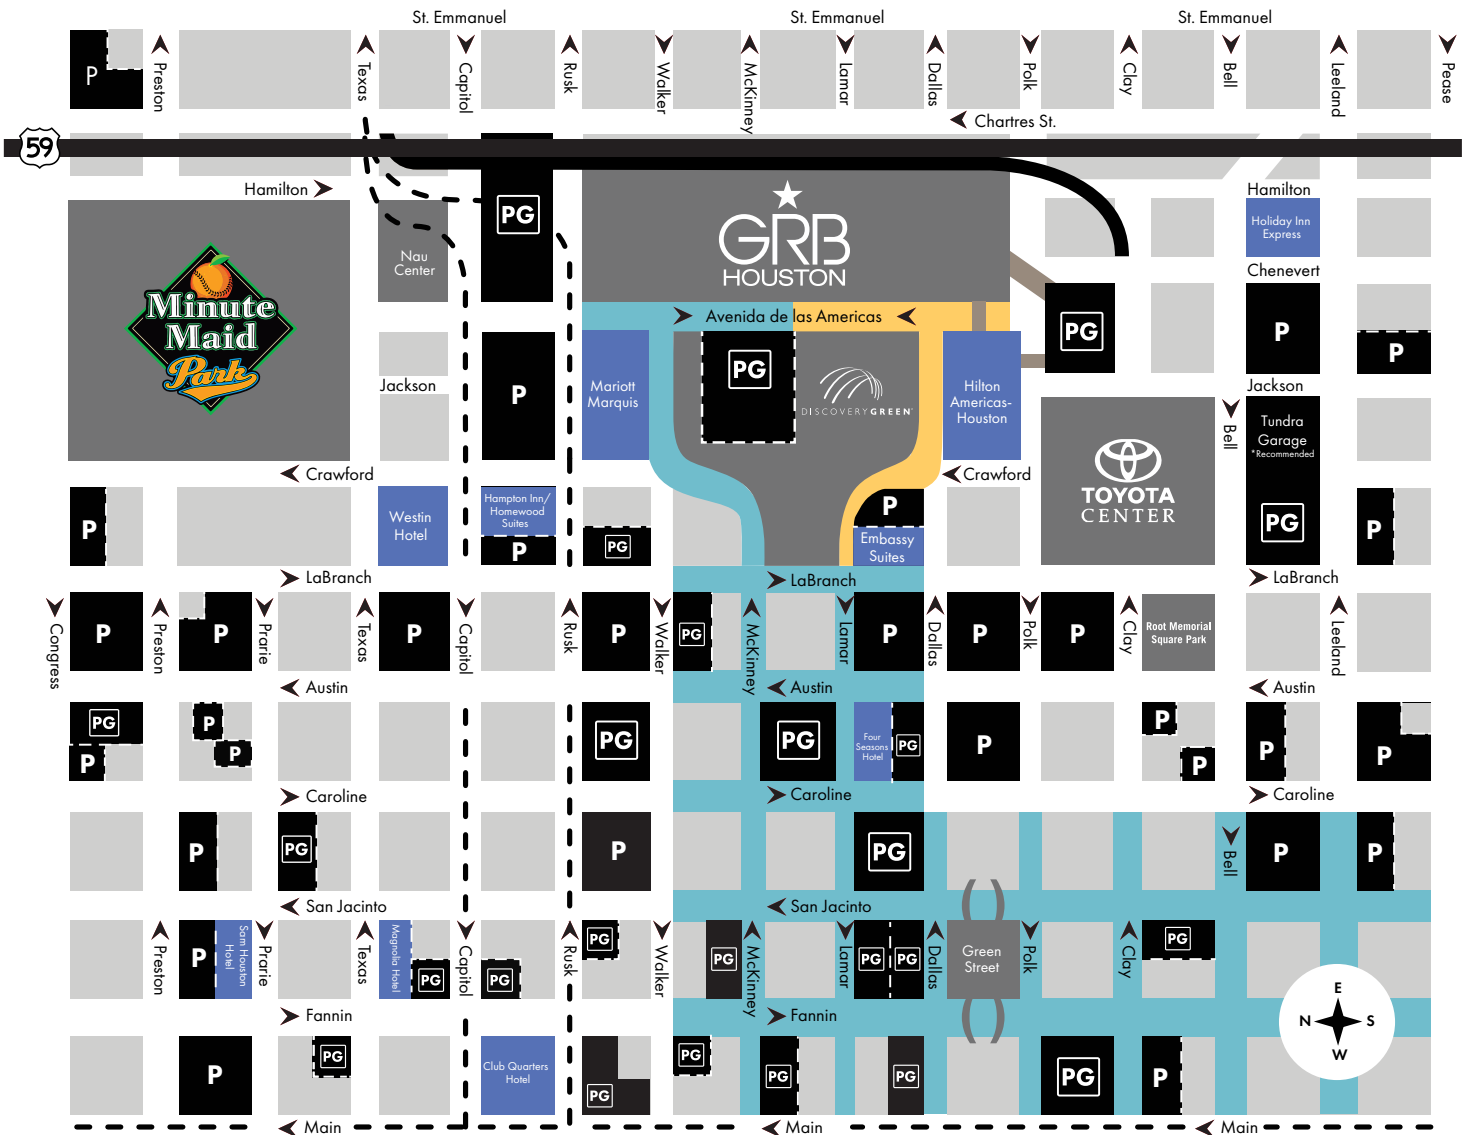 St. Emmanuel
St. Emmanuel
St. Emmanuel
P
Preston
Texas
Capitol
Rusk
Walker
McKinney
Lamar
Dallas
Polk
Clay
Bell
Leeland
Pease
Chartres St.
59
Hamilton
Hamilton
PG
GRB
HOUSTON
Holiday Inn
Express
Nau
Center
Chenevert
Minute
Maid
Park
Avenida de las Americas
PG
P
P
PG
Jackson
Jackson
P
Mariott
Marquis
DISCOVERY GREEN
Hilton
Americas-
Houston
Tundra
Garage
*Recommended
Bell
TOYOTA
CENTER
PG
Crawford
Crawford
P
Westin
Hotel
Hampton Inn/
Homewood
Suites
P
PG
P
Embassy
Suites
P
LaBranch
LaBranch
LaBranch
Congress
P
Preston
P
Prarie
Texas
P
Capitol
Rusk
P
Walker
PG
McKinney
Lamar
P
Dallas
P
Polk
P
Clay
Root Memorial
Square Park
Leeland
Austin
Austin
Austin
PG
P
P
P
PG
PG
Four
Seasons
Hotel
PG
P
P
P
P
P
Caroline
Caroline
Caroline
P
PG
P
PG
Bell
P
P
San Jacinto
San Jacinto
Preston
P
Sam Houston
Hotel
Prarie
Texas
Magnolia Hotel
PG
Capitol
PG
Rusk
PG
Walker
PG
McKinney
Lamar
PG
PG
Dallas
Green
Street
Polk
Clay
PG
Fannin
Fannin
E
N
S
W
P
PG
Club Quarters
Hotel
PG
PG
PG
PG
PG
P
Main
Main
Main